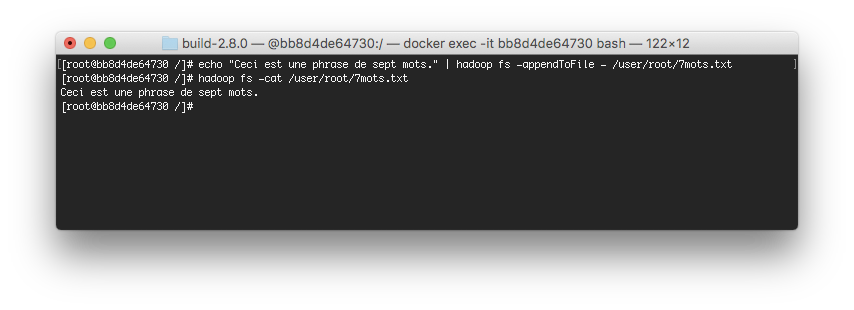 build-2.8.0 — @bb8d4de64730:/ — docker exec -it bb8d4de64730 bash — 122×12
[[root@bb8d4de64730 /]# echo "Ceci est une phrase de sept mots." | hadoop fs -appendToFile - /user/root/7mots.txt ]
[root@bb8d4de64730 /]# hadoop fs -cat /user/root/7mots.txt
Ceci est une phrase de sept mots.
[root@bb8d4de64730 /]#